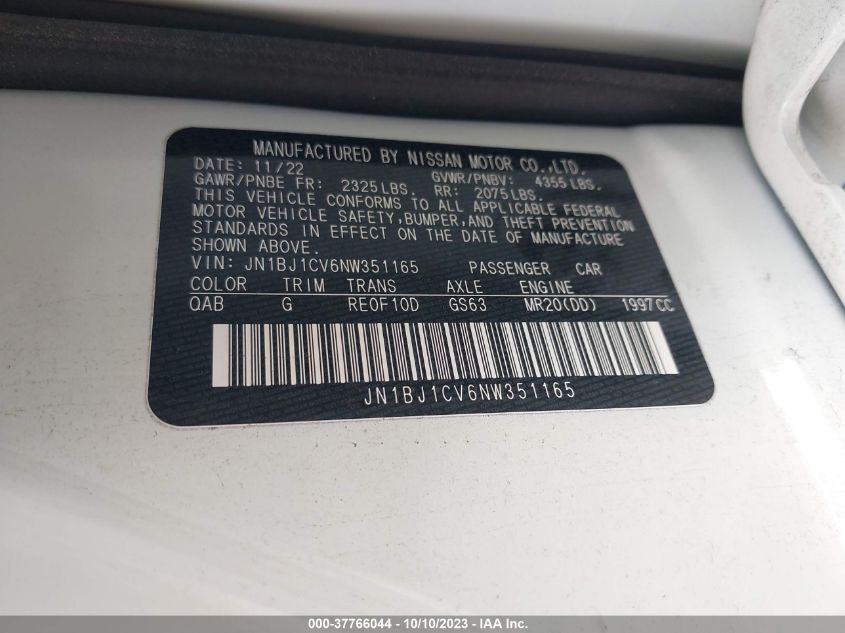 MANUFACTURED BY NISSAN MOTOR CO.,LTD.
DATE: 11/22 GVWR/PNBV: 4355 LBS.
GAWR/PNBE FR: 2325 LBS. RR: 2075 LBS.
THIS VEHICLE CONFORMS TO ALL APPLICABLE FEDERAL
MOTOR VEHICLE SAFETY,BUMPER,AND THEFT PREVENTION
STANDARDS IN EFFECT ON THE DATE OF MANUFACTURE
SHOWN ABOVE.
VIN: JN1BJ1CV6NW351165 PASSENGER CAR
COLOR TRIM TRANS AXLE ENGINE
QAB G RE0F10D GS63 MR20(DD) 1997CC
JN1BJ1CV6NW351165
000-37766044 - 10/10/2023 - IAA Inc.